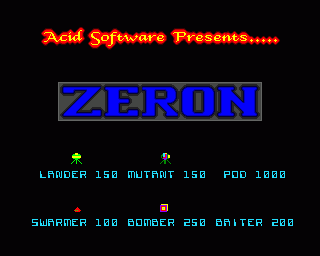 Acid Software Presents.....
ZERON
LANDER 150 MUTANT 150 POD 1000
SWARMER 100 BOMBER 250 BAITER 200